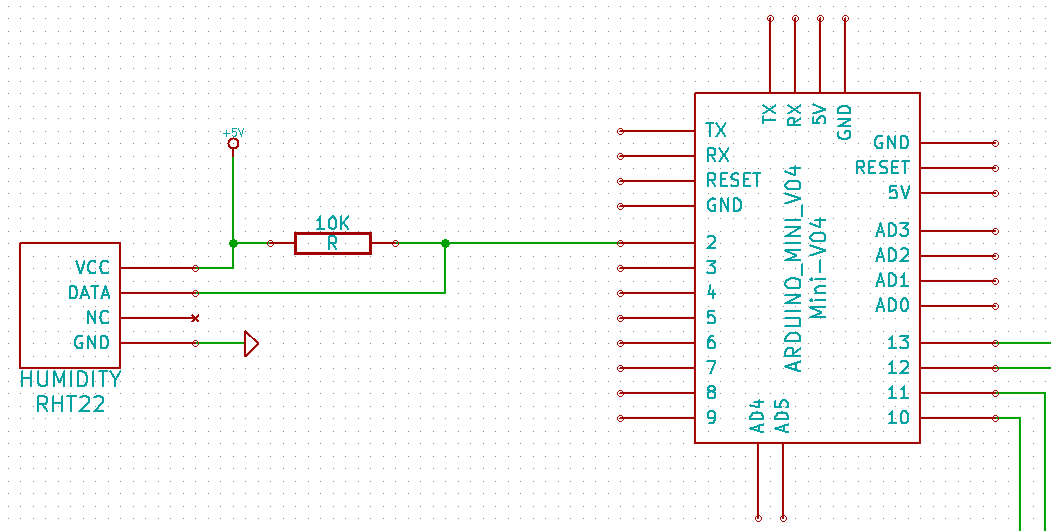 +5V
10K
R
VCC
DATA
NC
GND
HUMIDITY
RHT22
TX
RX
5V
GND
TX
RX
RESET
GND
2
3
4
5
6
7
8
9
ARDUINO_MINI_V04
Mini-V04
GND
RESET
5V
AD3
AD2
AD1
AD0
13
12
11
10
AD4
AD5